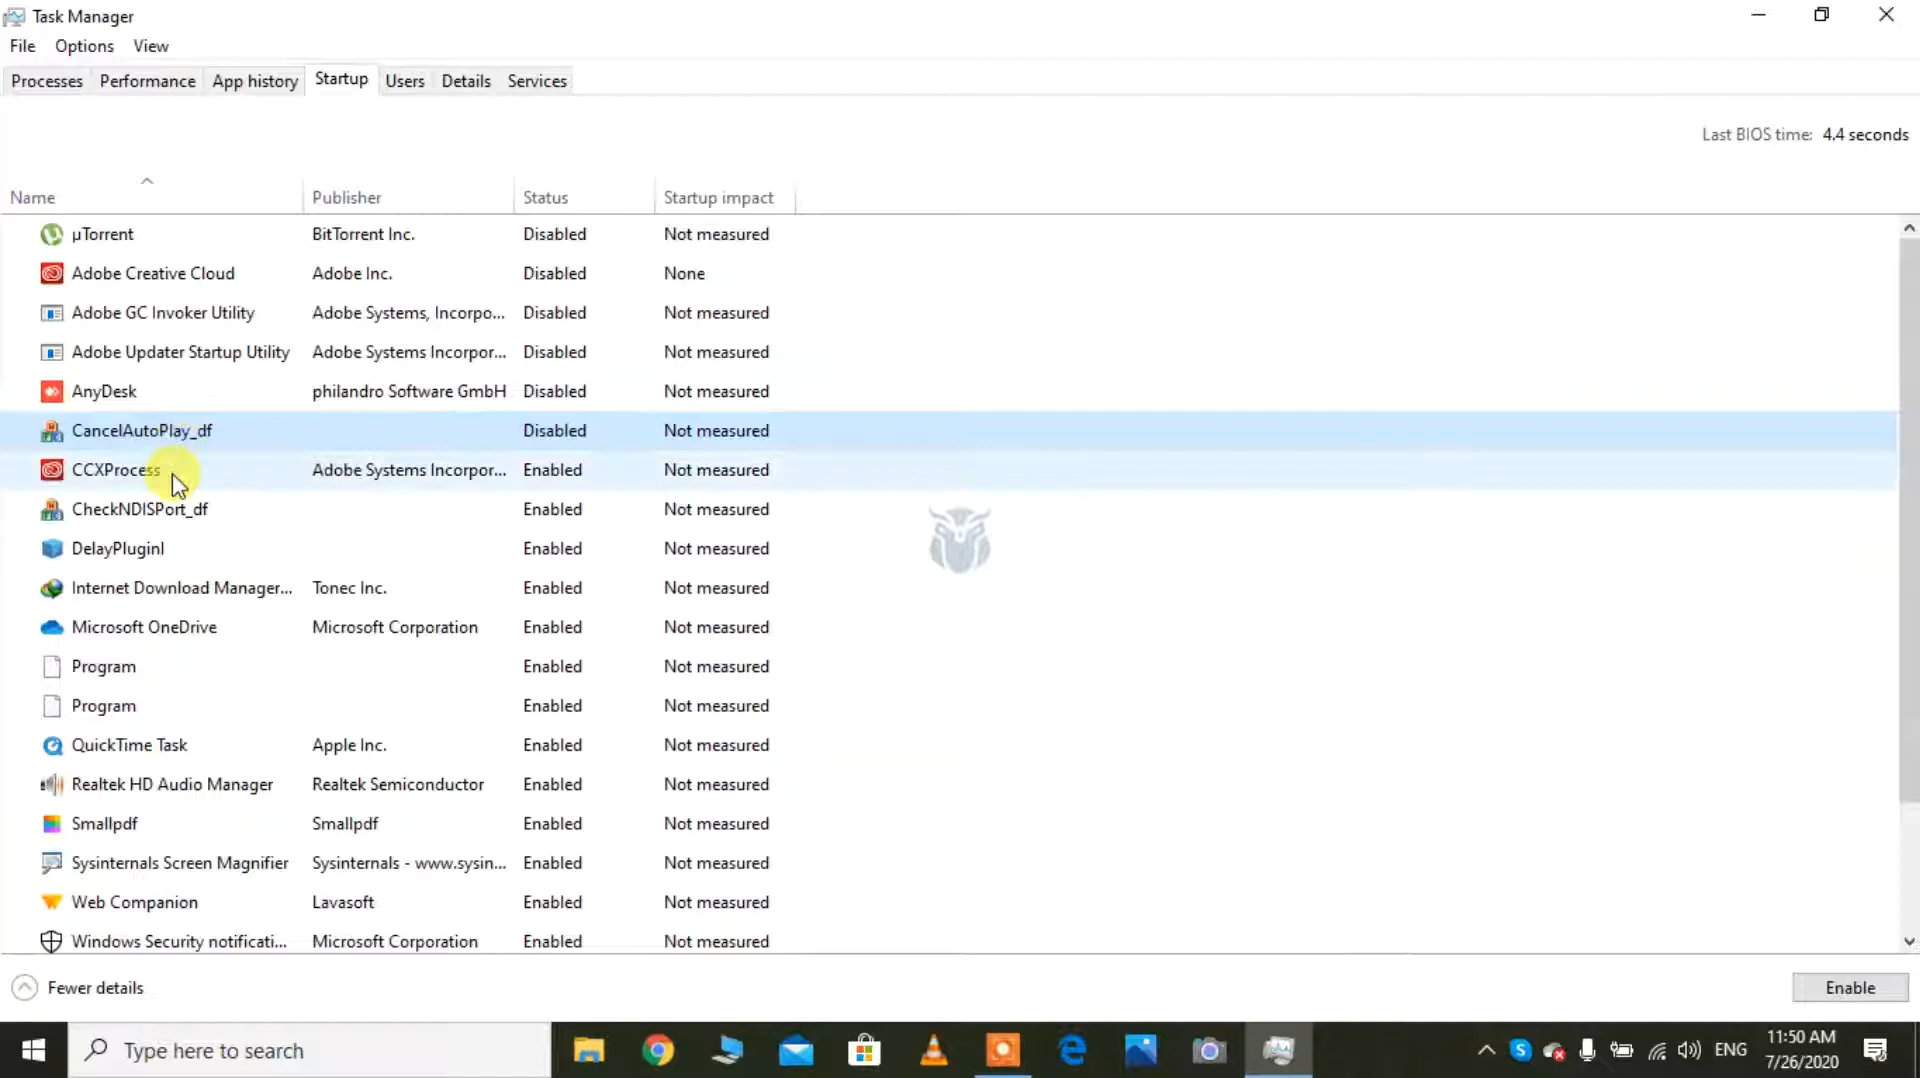 Task Manager
File Options View
Processes Performance App history Startup Users Details Services
Last BIOS time: 4.4 seconds
Name Publisher Status Startup impact
µTorrent BitTorrent Inc. Disabled Not measured
Adobe Creative Cloud Adobe Inc. Disabled None
Adobe GC Invoker Utility Adobe Systems, Incorpo... Disabled Not measured
Adobe Updater Startup Utility Adobe Systems Incorpor... Disabled Not measured
AnyDesk philandro Software GmbH Disabled Not measured
CancelAutoPlay_df Disabled Not measured
CCXProcess Adobe Systems Incorpor... Enabled Not measured
CheckNDISPort_df Enabled Not measured
DelayPluginI Enabled Not measured
Internet Download Manager... Tonec Inc. Enabled Not measured
Microsoft OneDrive Microsoft Corporation Enabled Not measured
Program Enabled Not measured
Program Enabled Not measured
QuickTime Task Apple Inc. Enabled Not measured
Realtek HD Audio Manager Realtek Semiconductor Enabled Not measured
Smallpdf Smallpdf Enabled Not measured
Sysinternals Screen Magnifier Sysinternals - www.sysin... Enabled Not measured
Web Companion Lavasoft Enabled Not measured
Windows Security notificati... Microsoft Corporation Enabled Not measured
Fewer details Enable
Type here to search ENG 11:50 AM
7/26/2020